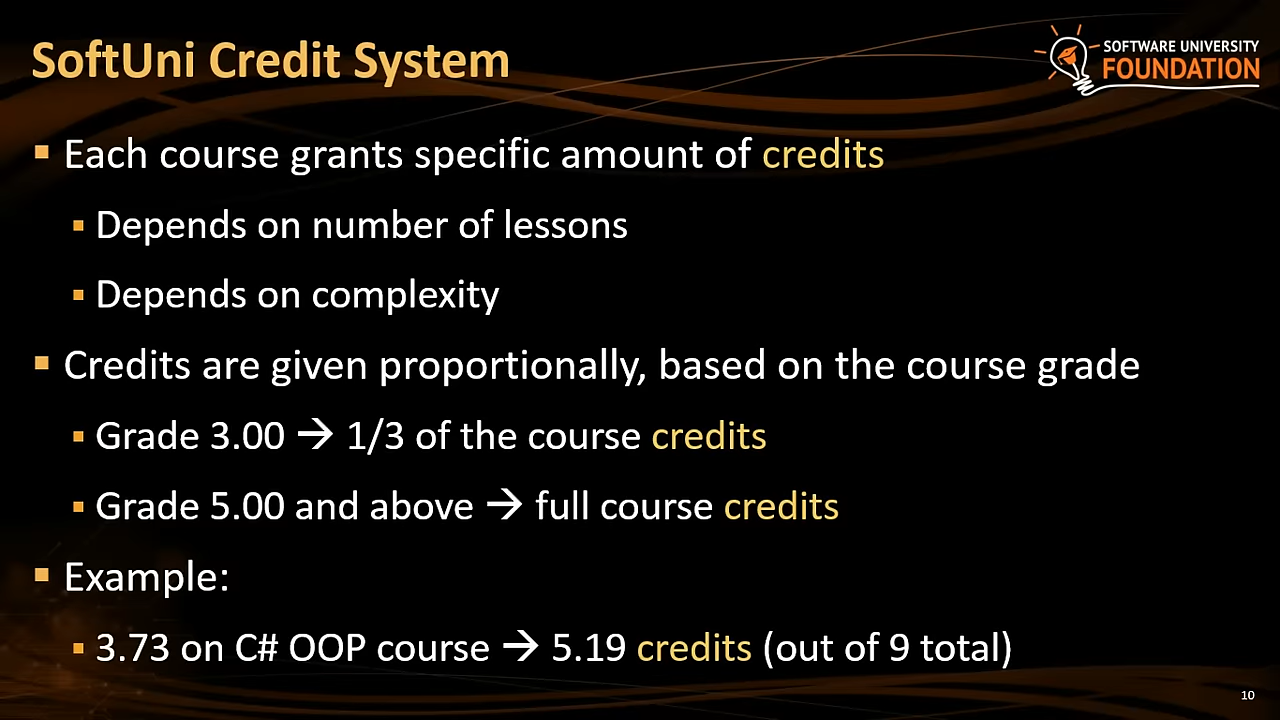 SoftUni Credit System
SOFTWARE UNIVERSITY
FOUNDATION
▪ Each course grants specific amount of credits
▪ Depends on number of lessons
▪ Depends on complexity
▪ Credits are given proportionally, based on the course grade
▪ Grade 3.00 → 1/3 of the course credits
▪ Grade 5.00 and above → full course credits
▪ Example:
▪ 3.73 on C# OOP course → 5.19 credits (out of 9 total)
10